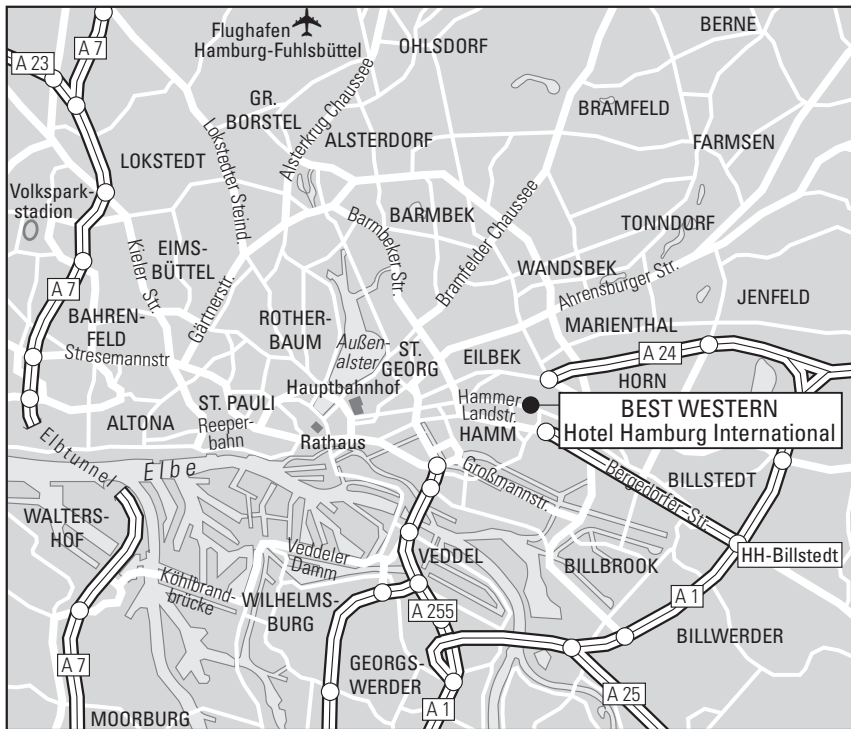 Flughafen
Hamburg-Fuhlsbüttel
OHLSDORF
BERNE
A 7
A 23
GR.
BORSTEL
Alsterkrug Chaussee
BRAMFELD
LOKSTEDT
Lokstedter Steind.
ALSTERDORF
FARMSEN
Volkspark-
stadion
BARMBEK
Barmbeker Str.
Bramfelder Chaussee
TONNDORF
EIMS-
BÜTTEL
Kieler Str.
WANDSBEK
Ahrensburger Str.
A 7
Gärtnerstr.
JENFELD
BAHREN-
FELD
ROTHER-
BAUM
MARIENTHAL
Stresemannstr
Außen-
alster
ST.
GEORG
EILBEK
A 24
HORN
Hauptbahnhof
ST. PAULI
ALTONA
Reeper-
bahn
Rathaus
Hammer
Landstr.
HAMM
BEST WESTERN
Hotel Hamburg International
Elbtunnel
Elbe
Großmannstr.
Bergedorfer Str.
BILLSTEDT
WALTERS-
HOF
Veddeler
Damm
VEDDEL
BILLBROOK
HH-Billstedt
Köhlbrand-
brücke
WILHELMS-
BURG
A 255
A 1
BILLWERDER
A 7
GEORGS-
WERDER
A 25
A 1
MOORBURG